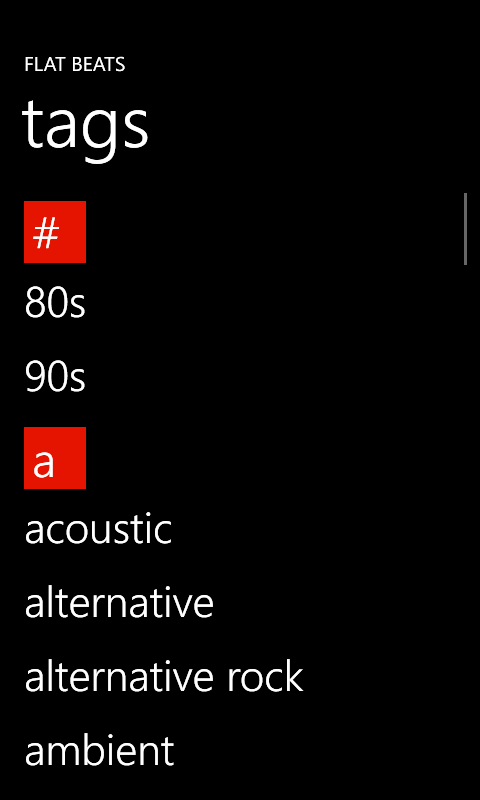 FLAT BEATS
tags
#
80s
90s
a
acoustic
alternative
alternative rock
ambient